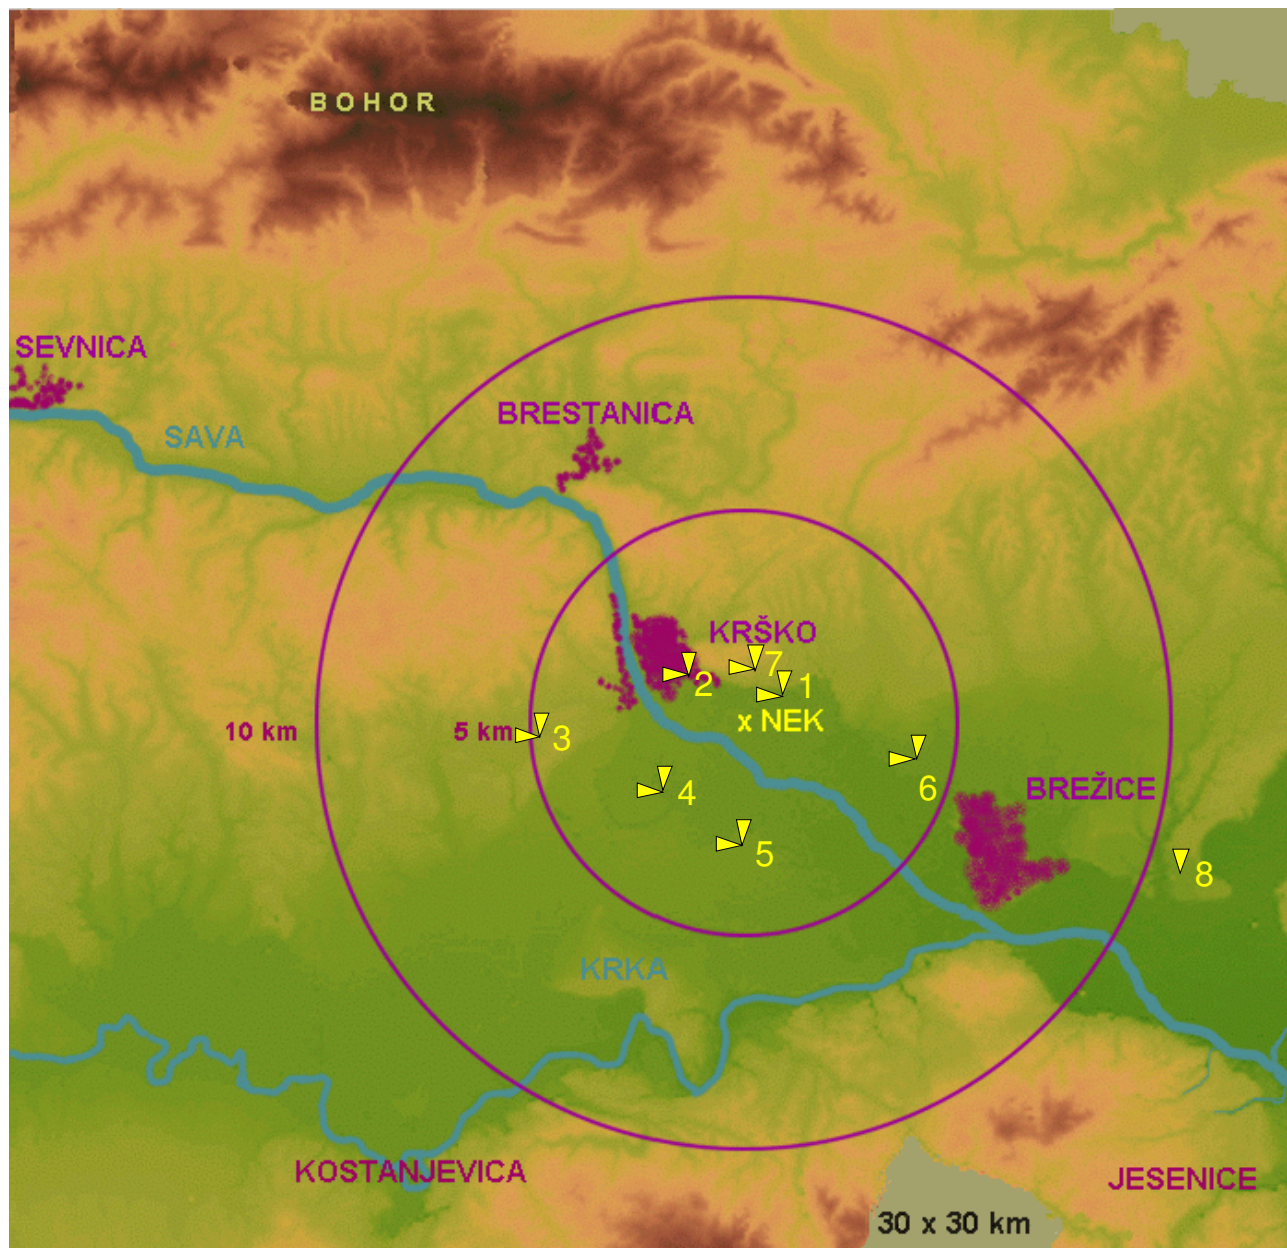 BOHOR
SEVNICA
BRESTANICA
SAVA
KRŠKO
7
2
1
x NEK
10 km
5 km
3
6
4
BREŽICE
5
8
KRKA
KOSTANJEVICA
JESENICE
30 x 30 km